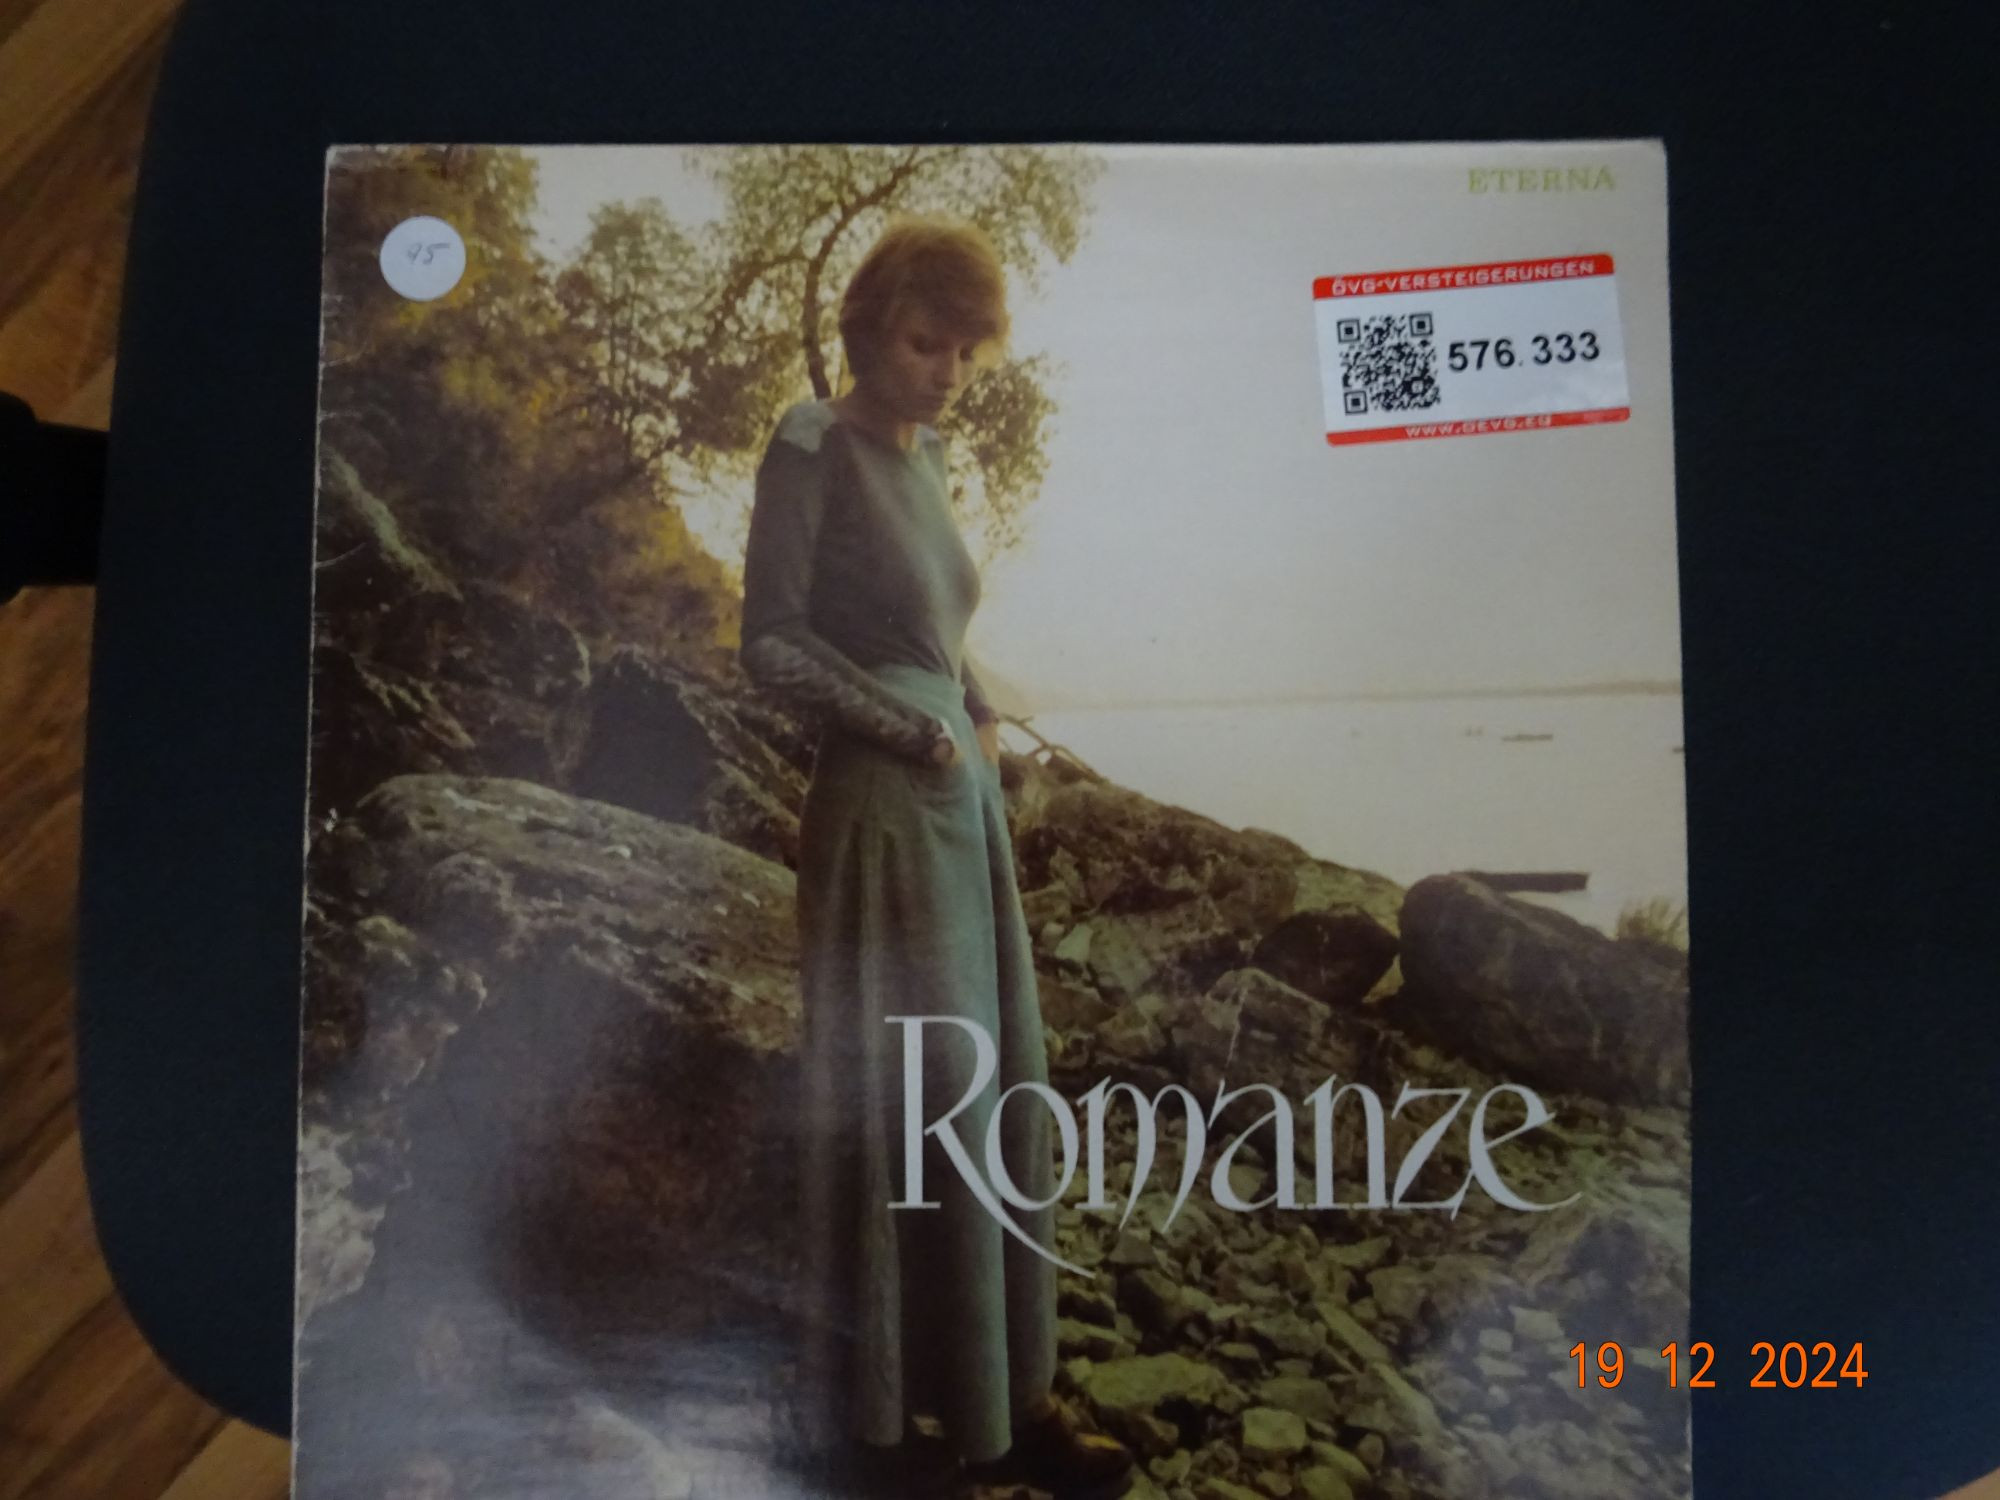 ETERNA
95
ÖVG-VERSTEIGERUNGEN
576.333
WWW.OEVG.EU
Romanze
19 12 2024